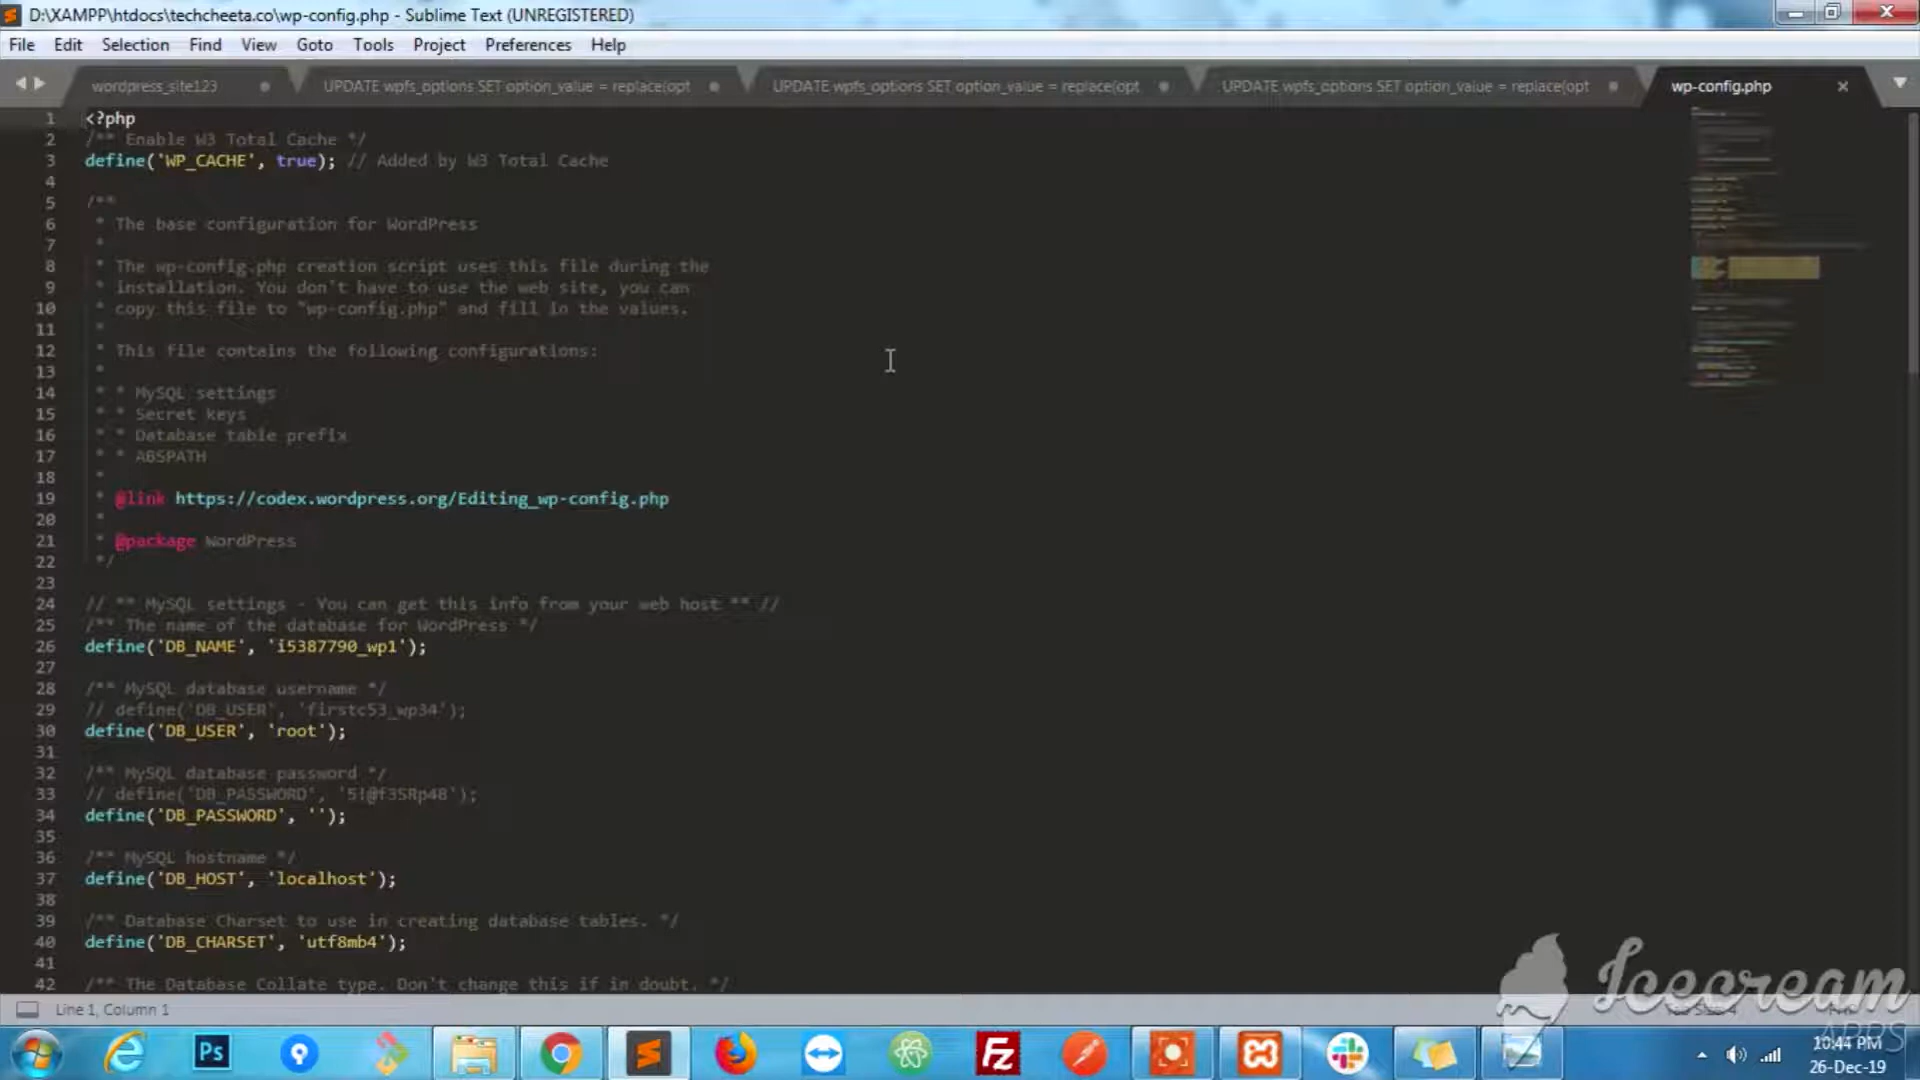 D:\XAMPP\htdocs\techcheeta.co\wp-config.php - Sublime Text (UNREGISTERED)
File Edit Selection Find View Goto Tools Project Preferences Help
wordpress_site123 UPDATE wpfs_options SET option_value = replace(opt UPDATE wpfs_options SET option_value = replace(opt UPDATE wpfs_options SET option_value = replace(opt wp-config.php
1 <?php
2 /** Enable W3 Total Cache */
3 define('WP_CACHE', true); // Added by W3 Total Cache
4
5 /**
6 * The base configuration for WordPress
7 *
8 * The wp-config.php creation script uses this file during the
9 * installation. You don't have to use the web site, you can
10 * copy this file to "wp-config.php" and fill in the values.
11 *
12 * This file contains the following configurations:
13 *
14 * * MySQL settings
15 * * Secret keys
16 * * Database table prefix
17 * * ABSPATH
18 *
19 * @link https://codex.wordpress.org/Editing_wp-config.php
20 *
21 * @package WordPress
22 */
23
24 // ** MySQL settings - You can get this info from your web host ** //
25 /** The name of the database for WordPress */
26 define('DB_NAME', 'i5387790_wp1');
27
28 /** MySQL database username */
29 // define('DB_USER', 'firstc53_wp34');
30 define('DB_USER', 'root');
31
32 /** MySQL database password */
33 // define('DB_PASSWORD', '5!@f3SRp48');
34 define('DB_PASSWORD', '');
35
36 /** MySQL hostname */
37 define('DB_HOST', 'localhost');
38
39 /** Database Charset to use in creating database tables. */
40 define('DB_CHARSET', 'utf8mb4');
41
42 /** The Database Collate type. Don't change this if in doubt. */
Line 1, Column 1
Icecream
APPS
Ps
Fz
10:44 PM
26-Dec-19